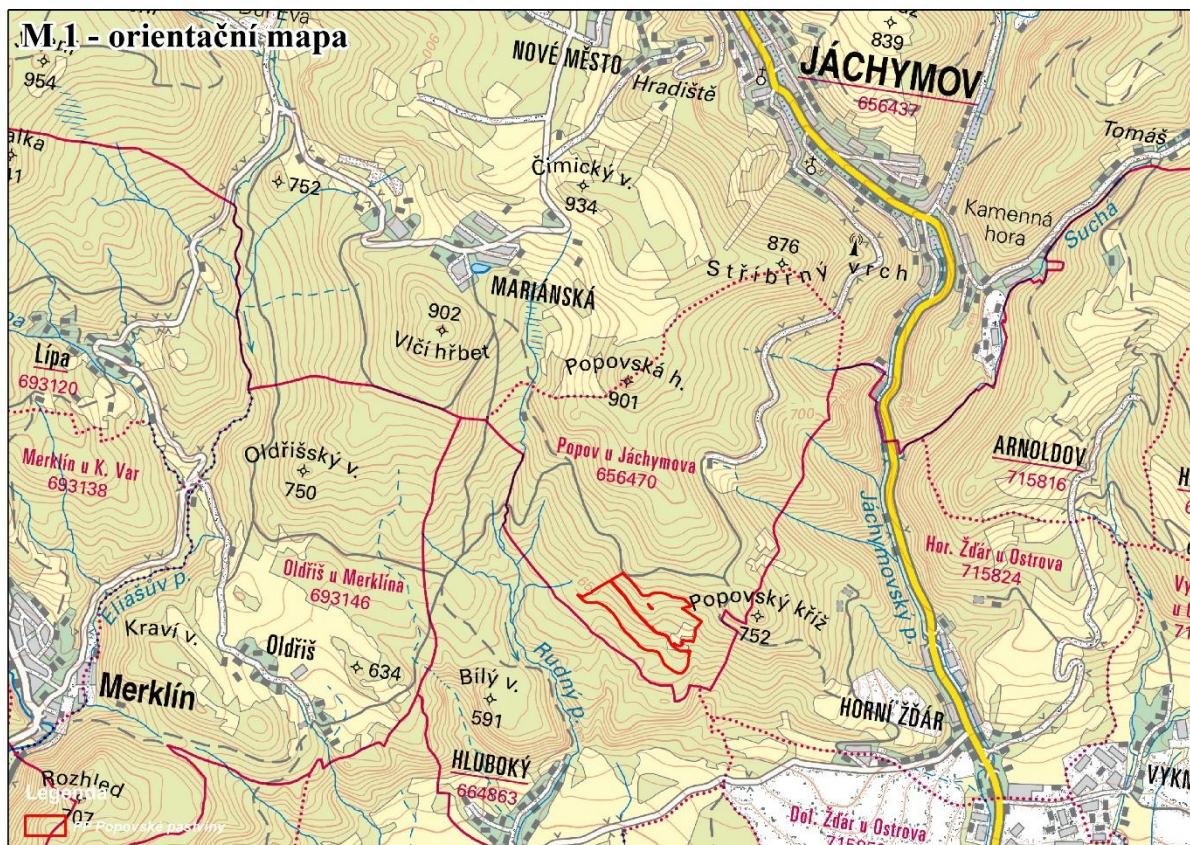 M.1 - orientační mapa
954
906
NOVÉ MĚSTO
Hradiště
839
JÁCHYMOV
656437
Tomáš
752
Čimický v.
934
Kamenná
hora
Suchá
876
Stříbrný vrch
MARIÁNSKÁ
902
Vlčí hřbet
Lípa
693120
Popovská h.
901
700
Merklín u K. Var
693138
Oldřišský v.
750
Popov u Jáchymova
656470
ARNOLDOV
715816
Jáchymovský p.
Hor. Žďár u Ostrova
715824
Eliášův p.
Oldřiš u Merklína
693146
Popovský kříž
752
Kraví v.
Oldřiš
634
Rudný p.
Bílý v.
591
Merklín
HORNÍ ŽĎÁR
HLUBOKÝ
664863
Rozhled
707
Legenda
PP Popovské pastviny
Dol. Žďár u Ostrova